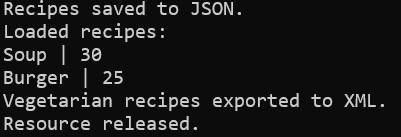 Recipes saved to JSON.
Loaded recipes:
Soup | 30
Burger | 25
Vegetarian recipes exported to XML.
Resource released.